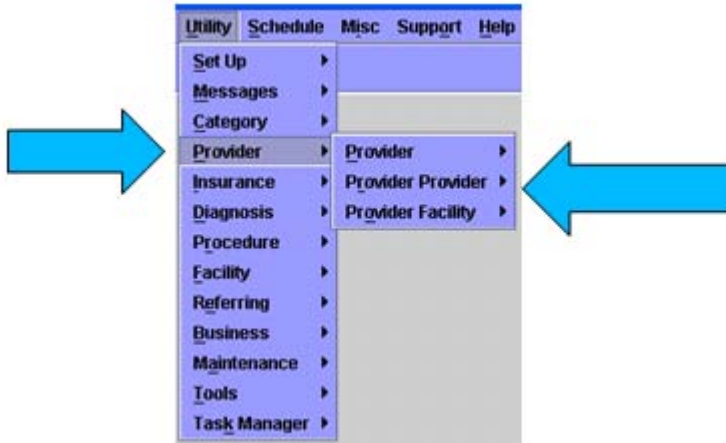 Utility Schedule Misc Support Help
Set Up
Messages
Category
Provider
Provider
Insurance
Provider Provider
Diagnosis
Provider Facility
Procedure
Facility
Referring
Business
Maintenance
Tools
Task Manager